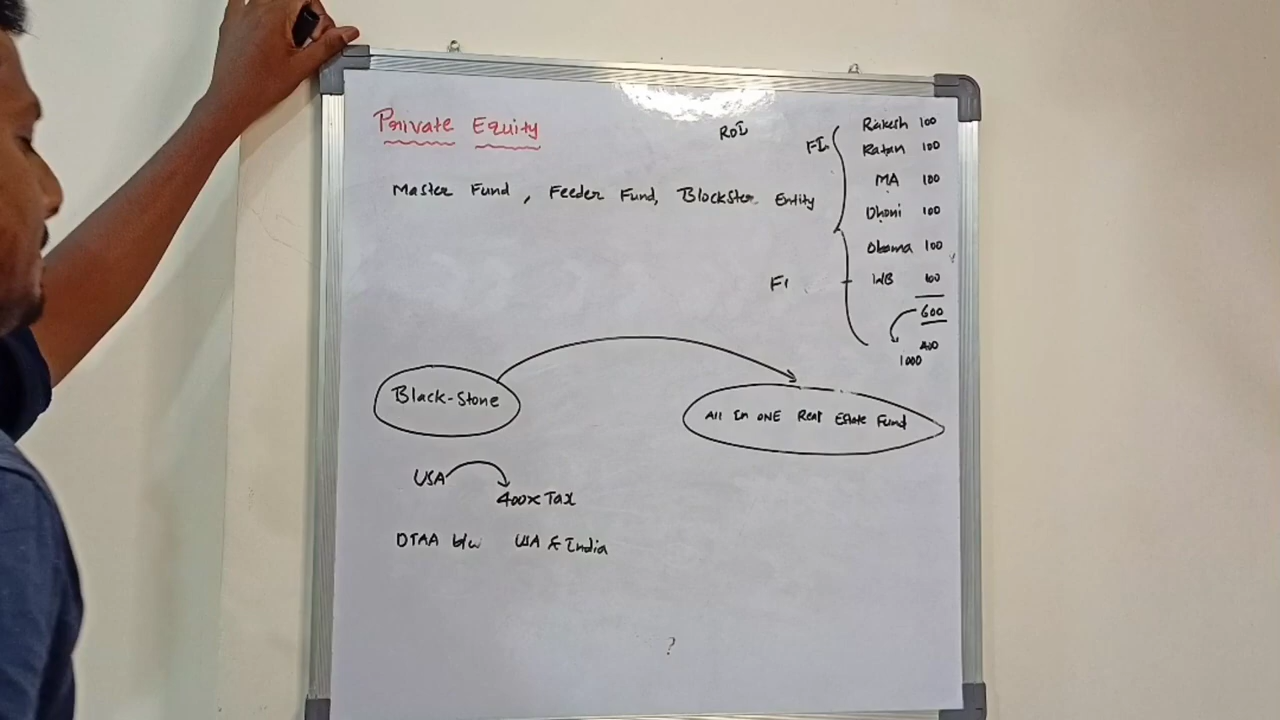 Private Equity
ROI
Master Fund, Feeder Fund, Blockster Entity
FI
Rakesh 100
Ratan 100
MA 100
Dhoni 100
Obama 100
WB 100
600
400
1000
Black-Stone
All In ONE Real Estate Fund
USA
400x Tax
DTAA b/w USA & India
?